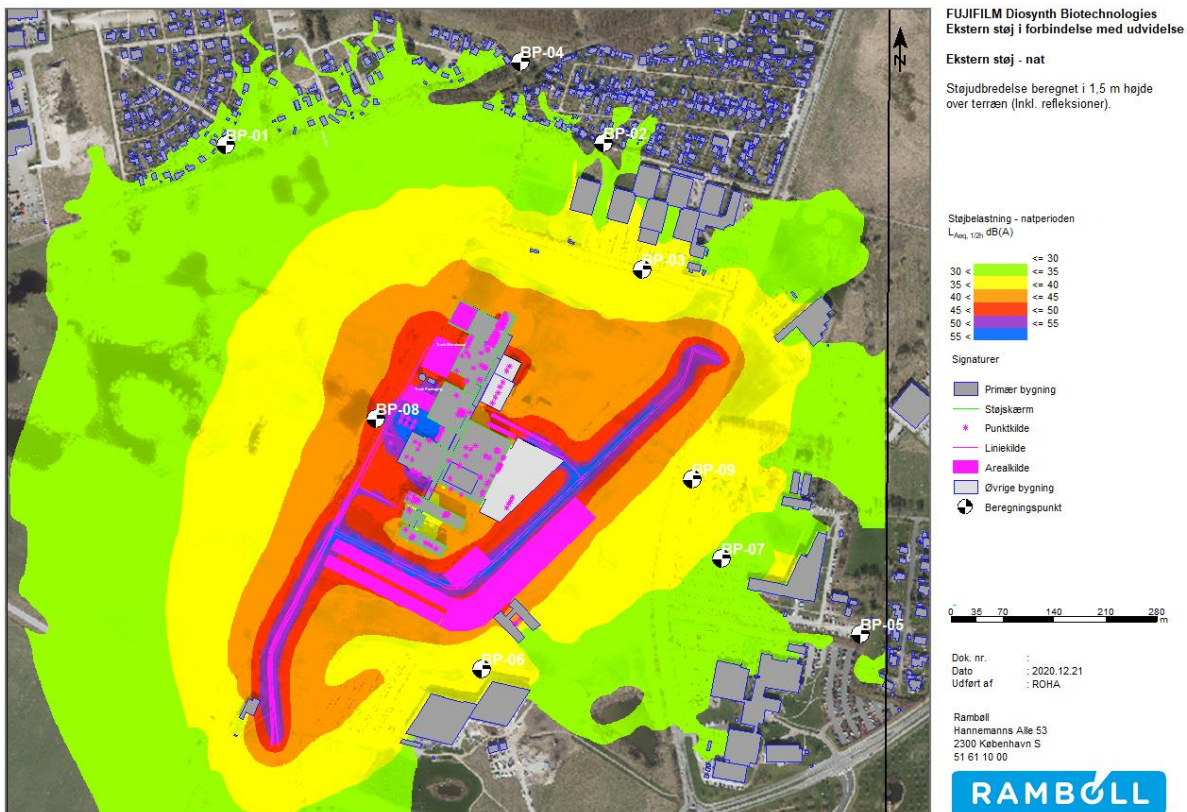 FUJIFILM Diosynth Biotechnologies
Ekstern støj i forbindelse med udvidelse
Ekstern støj - nat
Støjudbredelse beregnet i 1,5 m højde
over terræn (Inkl. refleksioner).
N
BP-04
BP-01
BP-02
BP-03
BP-08
BP-09
BP-07
BP-05
BP-06
Støjbelastning - natperioden
LAeq, 1/2h dB(A)
<= 30
30 < <= 35
35 < <= 40
40 < <= 45
45 < <= 50
50 < <= 55
55 <
Signaturer
Primær bygning
Støjskærm
Punktkilde
Liniekilde
Arealkilde
Øvrige bygning
Beregningspunkt
0 35 70 140 210 280
m
Dok. nr. :
Dato : 2020.12.21
Udført af : ROHA
Rambøll
Hannemanns Alle 53
2300 København S
51 61 10 00
RAMBOLL